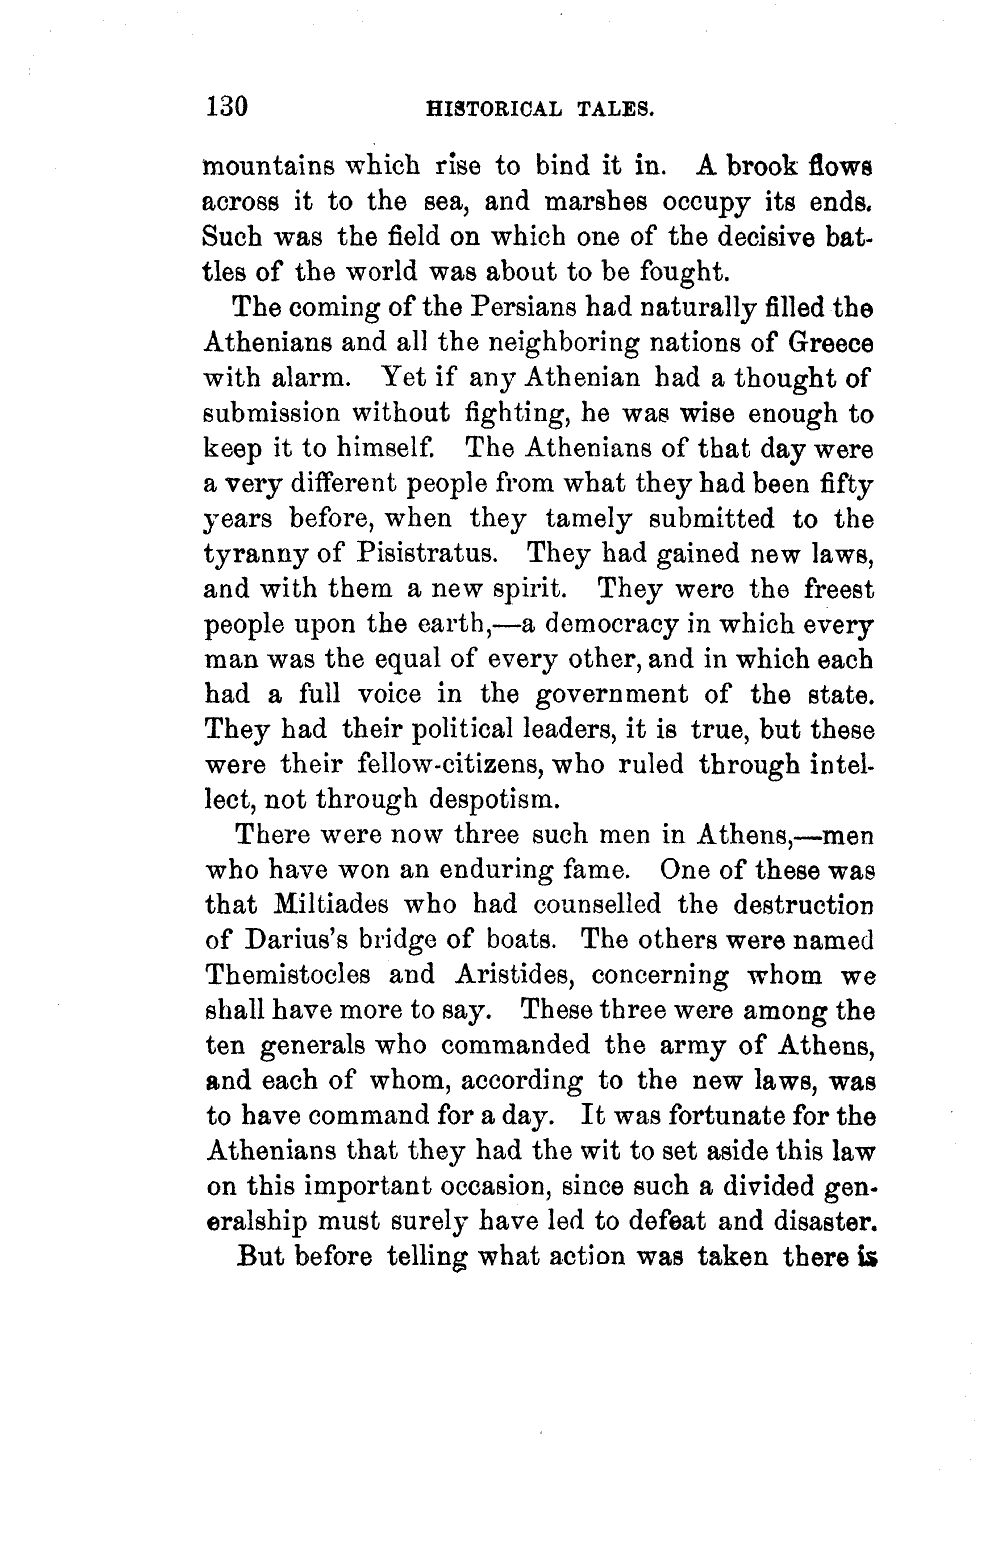 130 HISTORICAL TALES.
mountains which rise to bind it in. A brook flows
across it to the sea, and marshes occupy its ends.
Such was the field on which one of the decisive bat-
tles of the world was about to be fought.
The coming of the Persians had naturally filled the
Athenians and all the neighboring nations of Greece
with alarm. Yet if any Athenian had a thought of
submission without fighting, he was wise enough to
keep it to himself. The Athenians of that day were
a very different people from what they had been fifty
years before, when they tamely submitted to the
tyranny of Pisistratus. They had gained new laws,
and with them a new spirit. They were the freest
people upon the earth,—a democracy in which every
man was the equal of every other, and in which each
had a full voice in the government of the state.
They had their political leaders, it is true, but these
were their fellow-citizens, who ruled through intel-
lect, not through despotism.
There were now three such men in Athens,—men
who have won an enduring fame. One of these was
that Miltiades who had counselled the destruction
of Darius's bridge of boats. The others were named
Themistocles and Aristides, concerning whom we
shall have more to say. These three were among the
ten generals who commanded the army of Athens,
and each of whom, according to the new laws, was
to have command for a day. It was fortunate for the
Athenians that they had the wit to set aside this law
on this important occasion, since such a divided gen-
eralship must surely have led to defeat and disaster.
But before telling what action was taken there is